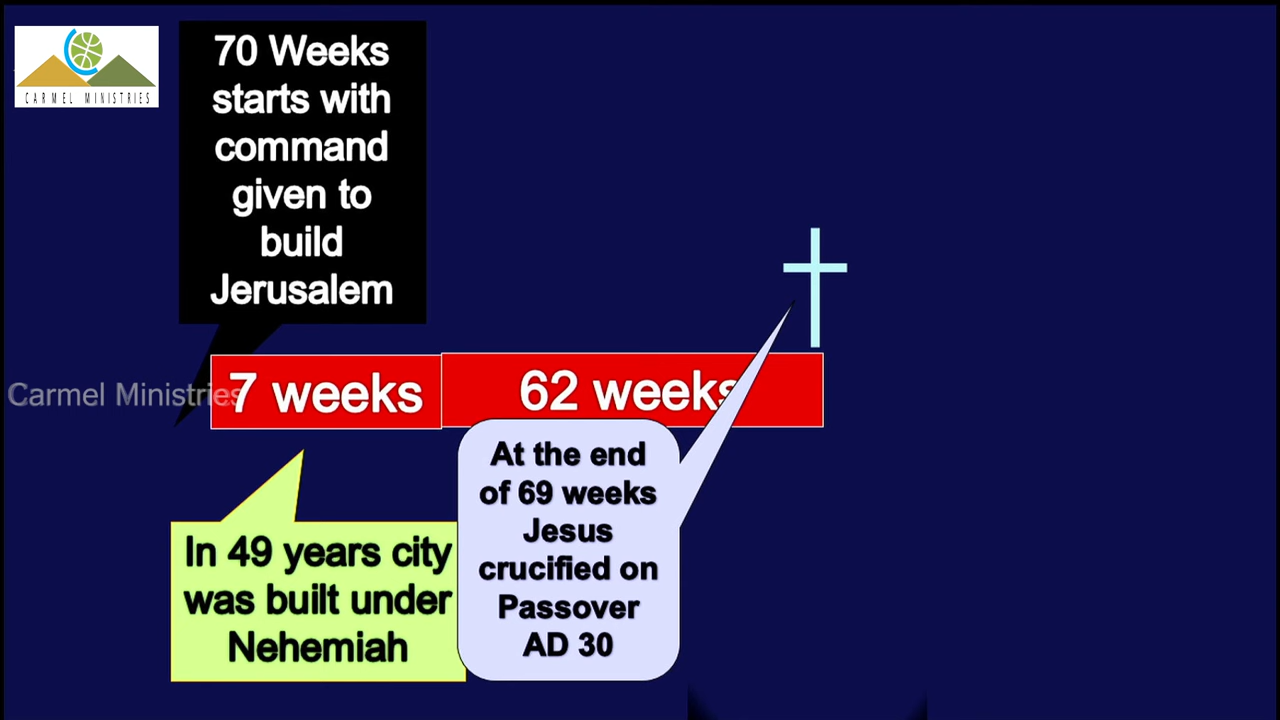 CARMEL MINISTRIES
70 Weeks
starts with
command
given to
build
Jerusalem
Carmel Ministries
7 weeks
62 weeks
In 49 years city
was built under
Nehemiah
At the end
of 69 weeks
Jesus
crucified on
Passover
AD 30